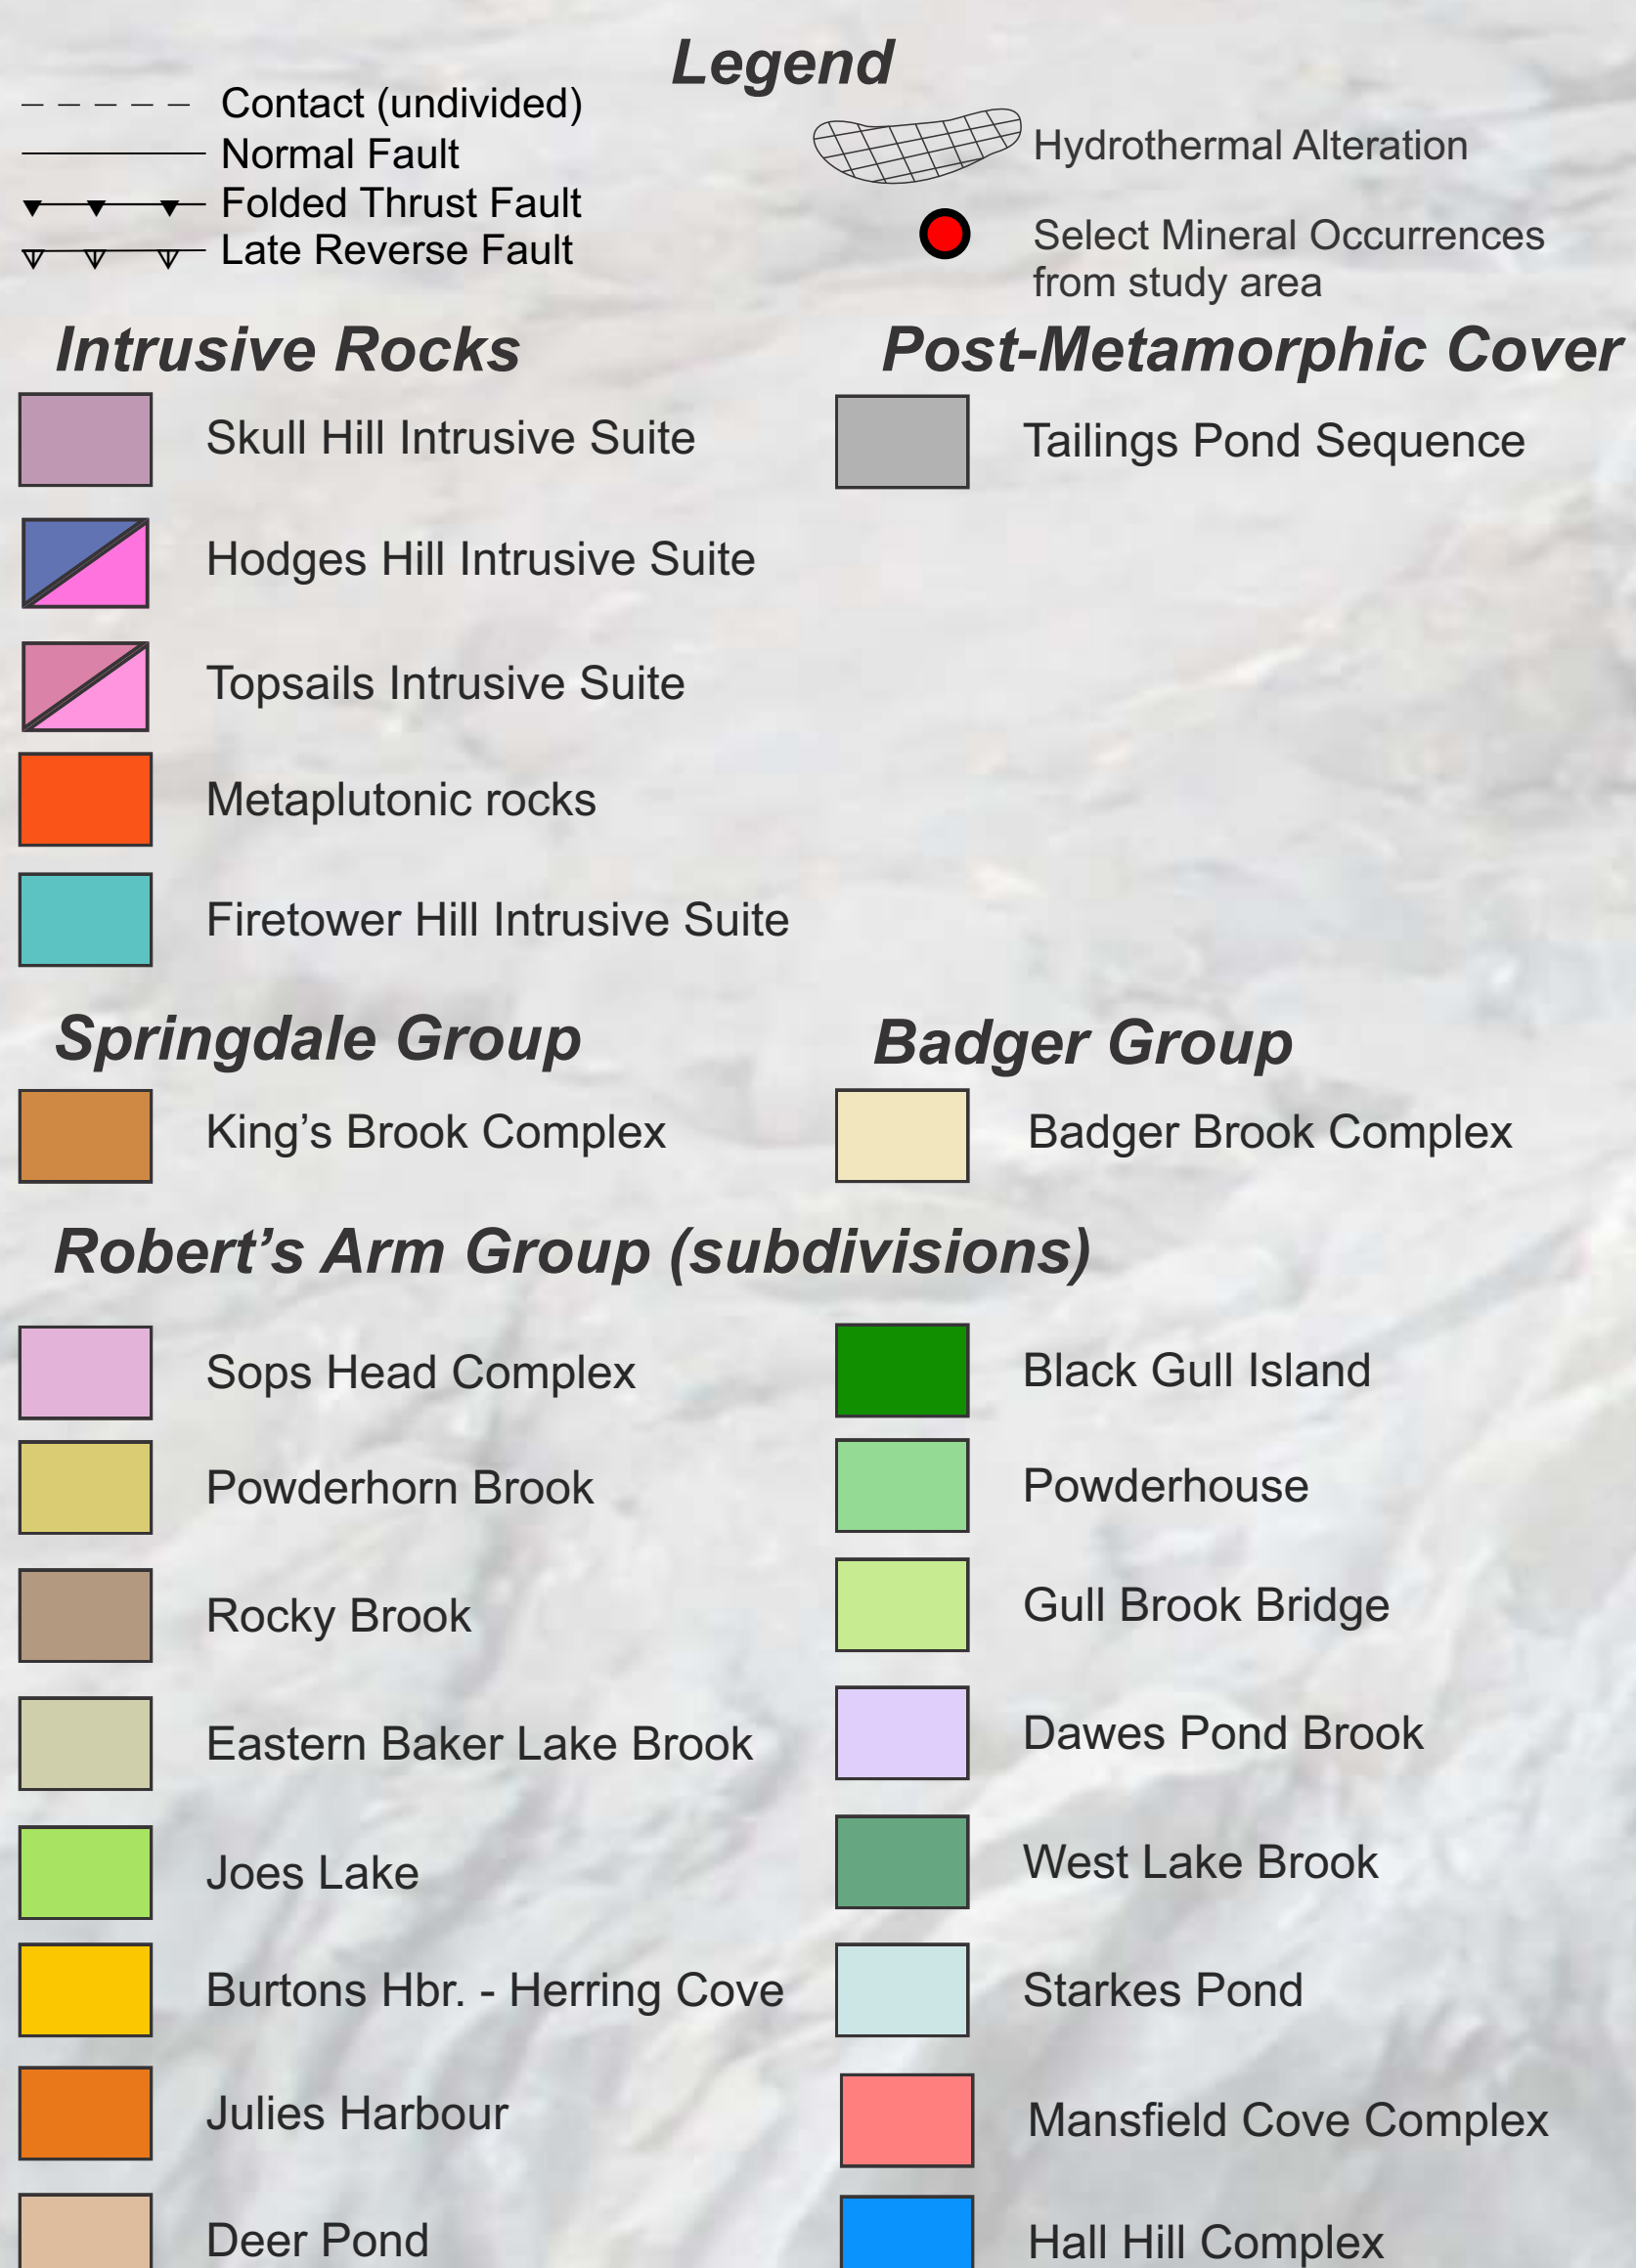 Legend
Contact (undivided)
Normal Fault
Folded Thrust Fault
Late Reverse Fault
Hydrothermal Alteration
Select Mineral Occurrences
from study area
Intrusive Rocks
Skull Hill Intrusive Suite
Hodges Hill Intrusive Suite
Topsails Intrusive Suite
Metaplutonic rocks
Firetower Hill Intrusive Suite
Post-Metamorphic Cover
Tailings Pond Sequence
Springdale Group
King’s Brook Complex
Badger Group
Badger Brook Complex
Robert’s Arm Group (subdivisions)
Sops Head Complex
Powderhorn Brook
Rocky Brook
Eastern Baker Lake Brook
Joes Lake
Burtons Hbr. - Herring Cove
Julies Harbour
Deer Pond
Black Gull Island
Powderhouse
Gull Brook Bridge
Dawes Pond Brook
West Lake Brook
Starkes Pond
Mansfield Cove Complex
Hall Hill Complex